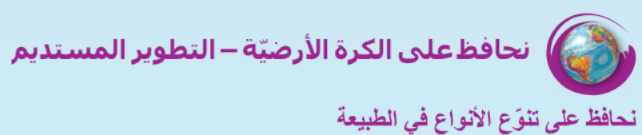 نحافظ على الكرة الأرضيّة – التطوير المستديم
نحافظ على تنوّع الأنواع في الطبيعة